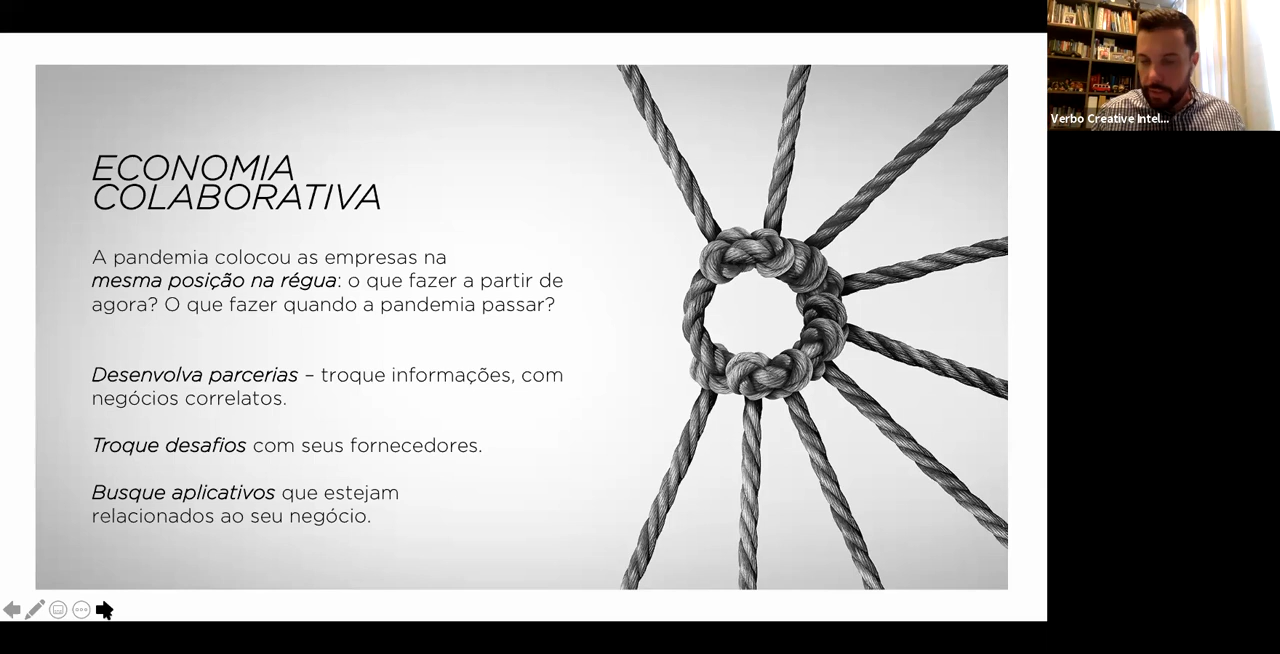 ECONOMIA
COLABORATIVA
A pandemia colocou as empresas na
mesma posição na régua: o que fazer a partir de
agora? O que fazer quando a pandemia passar?
Desenvolva parcerias – troque informações, com
negócios correlatos.
Troque desafios com seus fornecedores.
Busque aplicativos que estejam
relacionados ao seu negócio.
Verbo Creative Intel...